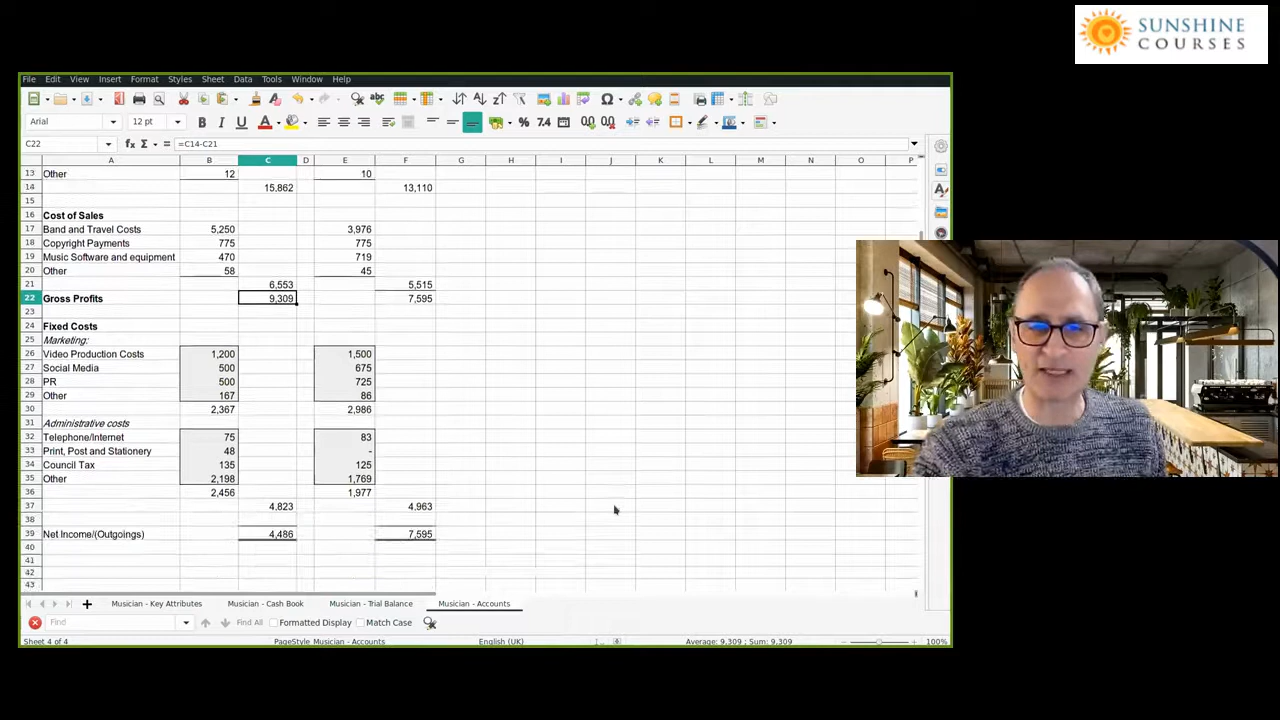 SUNSHINE
COURSES
File Edit View Insert Format Styles Sheet Data Tools Window Help
Arial 12 pt B I U A % 7.4 0.0 0.0
C22 fx Σ = =C14-C21
A B C D E F G H I J K L M N O P
13 Other 12 10
14 15,862 13,110
15
16 Cost of Sales
17 Band and Travel Costs 5,250 3,976
18 Copyright Payments 775 775
19 Music Software and equipment 470 719
20 Other 58 45
21 6,553 5,515
22 Gross Profits 9,309 7,595
23
24 Fixed Costs
25 Marketing:
26 Video Production Costs 1,200 1,500
27 Social Media 500 675
28 PR 500 725
29 Other 167 86
30 2,367 2,986
31 Administrative costs
32 Telephone/Internet 75 83
33 Print, Post and Stationery 48 -
34 Council Tax 135 125
35 Other 2,198 1,769
36 2,456 1,977
37 4.823 4.963
38
39 Net Income/(Outgoings) 4,486 7,595
40
41
42
43
Musician - Key Attributes Musician - Cash Book Musician - Trial Balance Musician - Accounts
Find Find All Formatted Display Match Case
Sheet 4 of 4 PageStyle Musician - Accounts English (UK) Average: 9,309 ; Sum: 9,309 100%